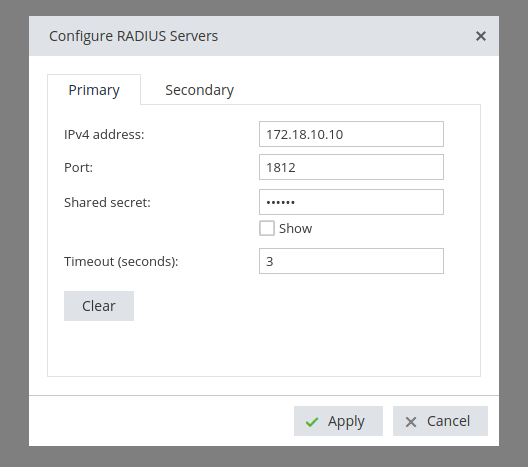 Configure RADIUS Servers
Primary Secondary
IPv4 address: 172.18.10.10
Port: 1812
Shared secret: ••••••
Show
Timeout (seconds): 3
Clear
Apply Cancel